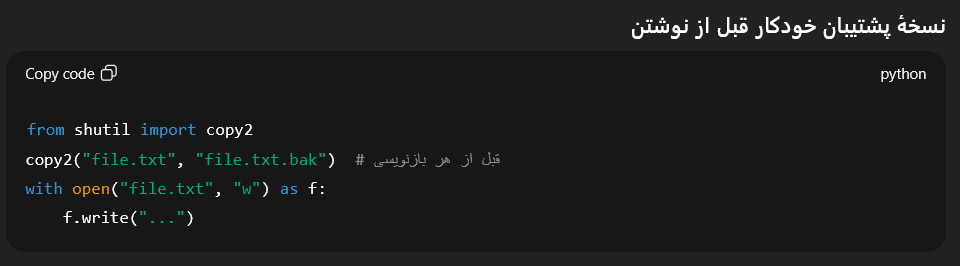 نسخهٔ پشتیبان خودکار قبل از نوشتن
Copy code
python
from shutil import copy2
copy2("file.txt", "file.txt.bak")  # قبل از هر بازنویسی
with open("file.txt", "w") as f:
    f.write("...")